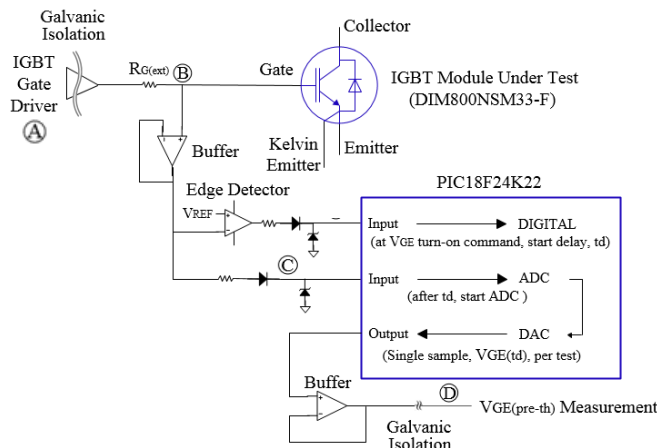 Galvanic
Isolation
IGBT
Gate
Driver
A
RG(ext)
B
Gate
Collector
IGBT Module Under Test
(DIM800NSM33-F)
Kelvin
Emitter
Emitter
Buffer
Edge Detector
VREF
PIC18F24K22
Input
DIGITAL
(at VGE turn-on command, start delay, td)
C
Input
ADC
(after td, start ADC )
Output
DAC
(Single sample, VGE(td), per test)
Buffer
D
VGE(pre-th) Measurement
Galvanic
Isolation